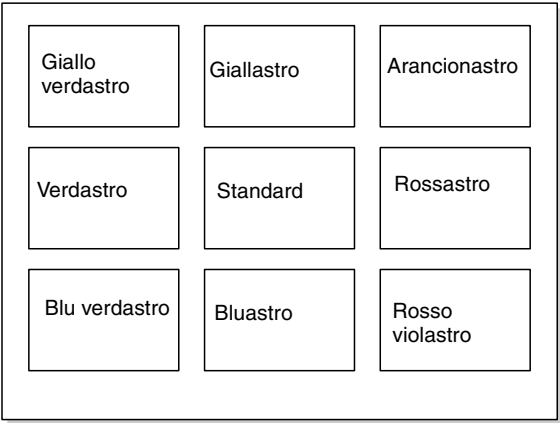 Giallo
verdastro
Giallastro
Arancionastro
Verdastro
Standard
Rossastro
Blu verdastro
Bluastro
Rosso
violastro